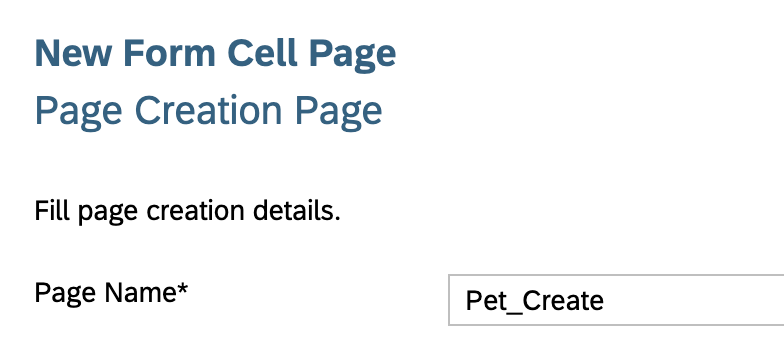 New Form Cell Page
Page Creation Page
Fill page creation details.
Page Name* Pet_Create